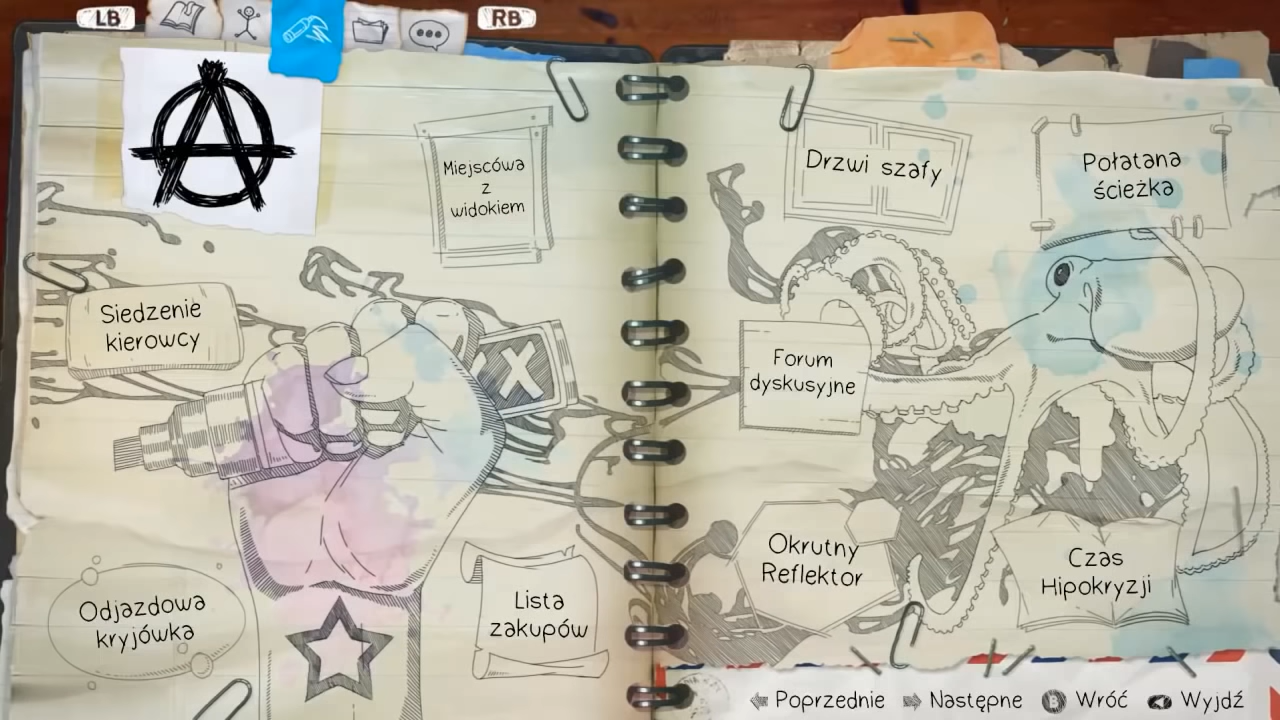 LB
RB
Miejscówa
z
widokiem
Siedzenie
kierowcy
Odjazdowa
kryjówka
Lista
zakupów
Drzwi szafy
Połatana
ścieżka
Forum
dyskusyjne
Okrutny
Reflektor
Czas
Hipokryzji
Poprzednie
Następne
B Wróć
Wyjdź